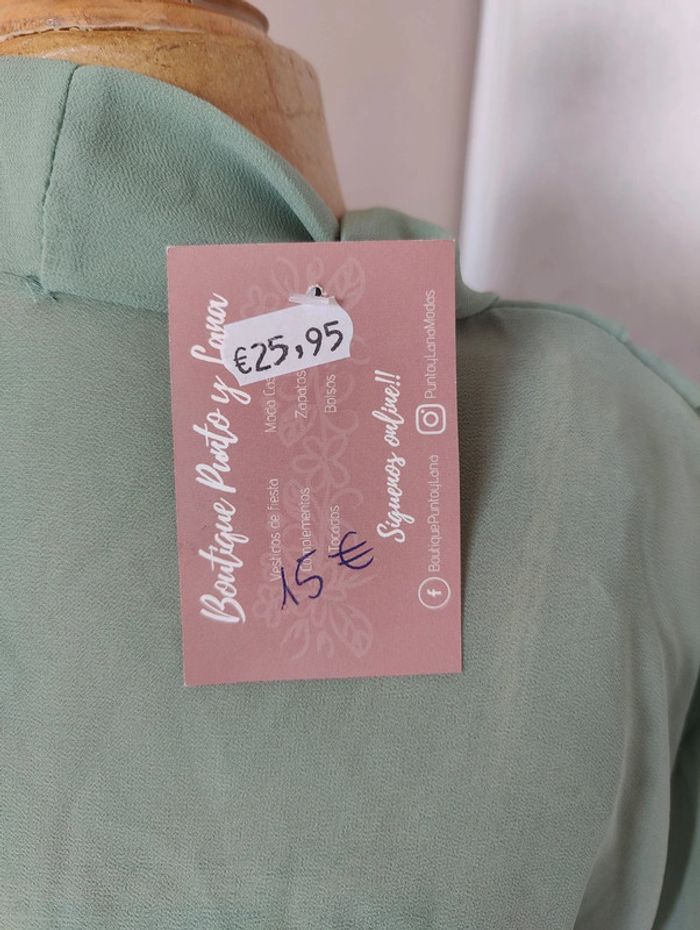 Boutique Punto y Lana
€25,95
Vestidos de fiesta
Moda
Complementos
Zapatos
Tocados
Bolsos
15 €
Síguenos online!!
BoutiquePuntoyLana
PuntoyLanaModas